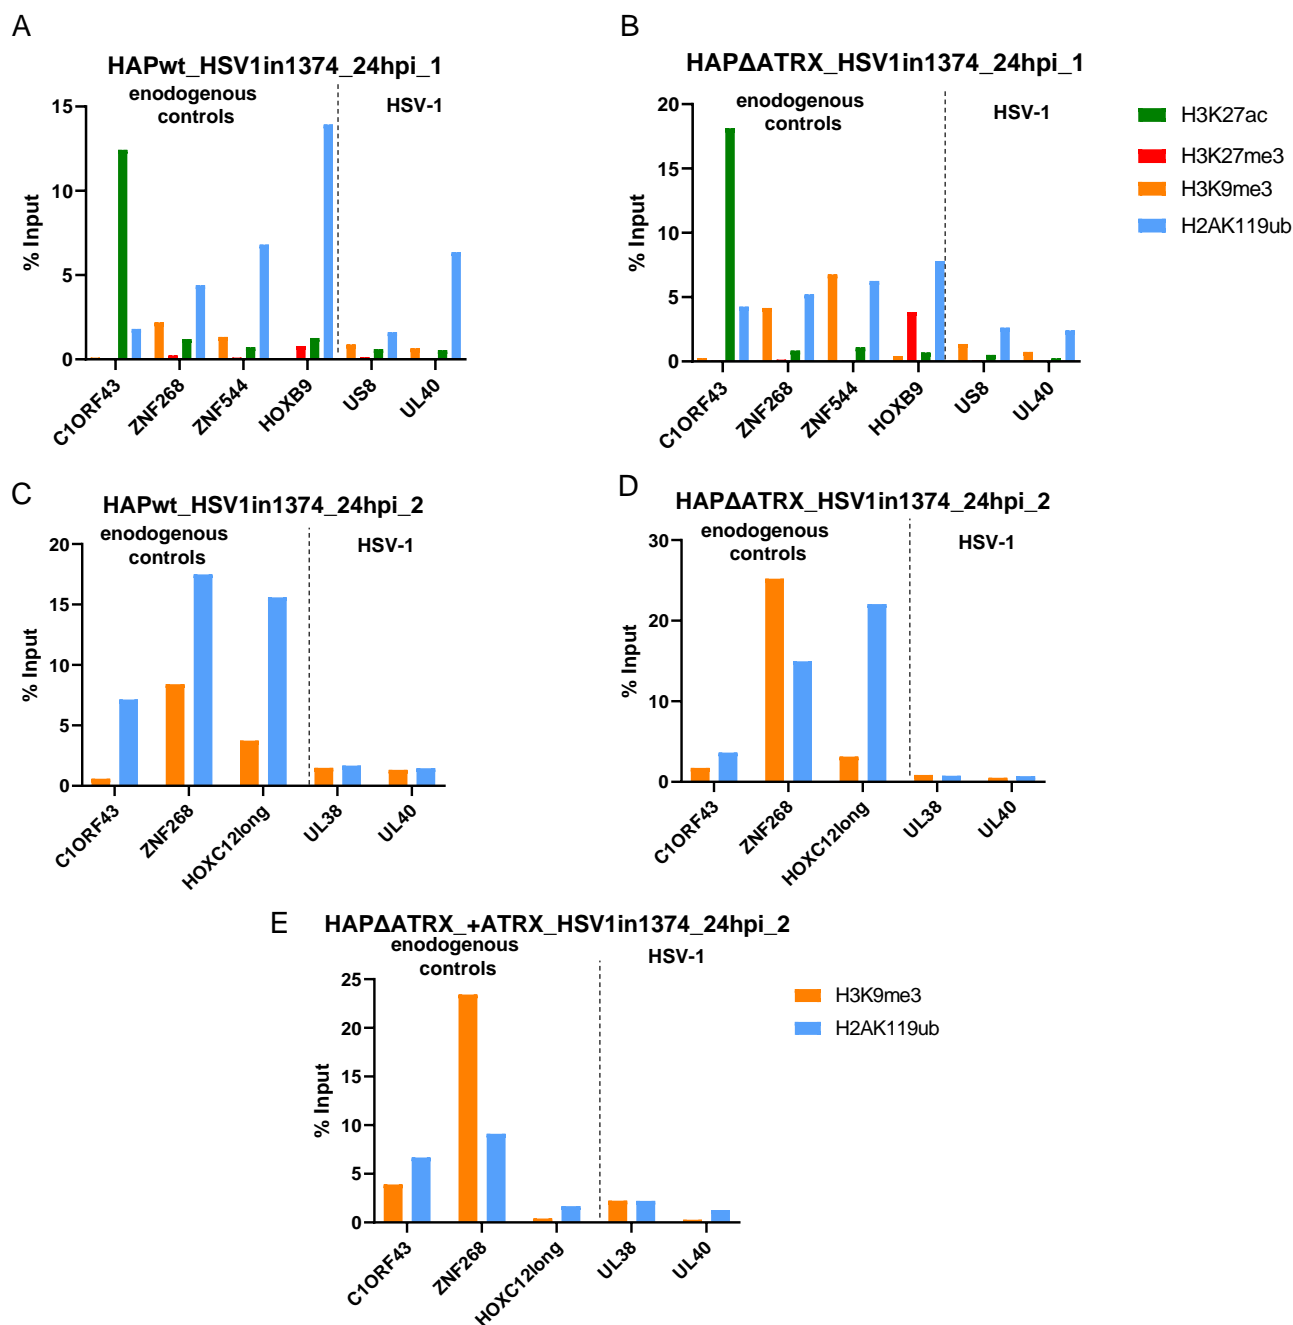 A
HAPwt_HSV1in1374_24hpi_1
enodogenous
controls
HSV-1
15
10
5
0
% Input
C1ORF43
ZNF268
ZNF544
HOXB9
US8
UL40
B
HAPΔATRX_HSV1in1374_24hpi_1
enodogenous
controls
HSV-1
20
15
10
5
0
% Input
C1ORF43
ZNF268
ZNF544
HOXB9
US8
UL40
H3K27ac
H3K27me3
H3K9me3
H2AK119ub
C
HAPwt_HSV1in1374_24hpi_2
enodogenous
controls
HSV-1
20
15
10
5
0
% Input
C1ORF43
ZNF268
HOXC12long
UL38
UL40
D
HAPΔATRX_HSV1in1374_24hpi_2
enodogenous
controls
HSV-1
30
20
10
0
% Input
C1ORF43
ZNF268
HOXC12long
UL38
UL40
E
HAPΔATRX_+ATRX_HSV1in1374_24hpi_2
enodogenous
controls
HSV-1
25
20
15
10
5
0
% Input
C1ORF43
ZNF268
HOXC12long
UL38
UL40
H3K9me3
H2AK119ub